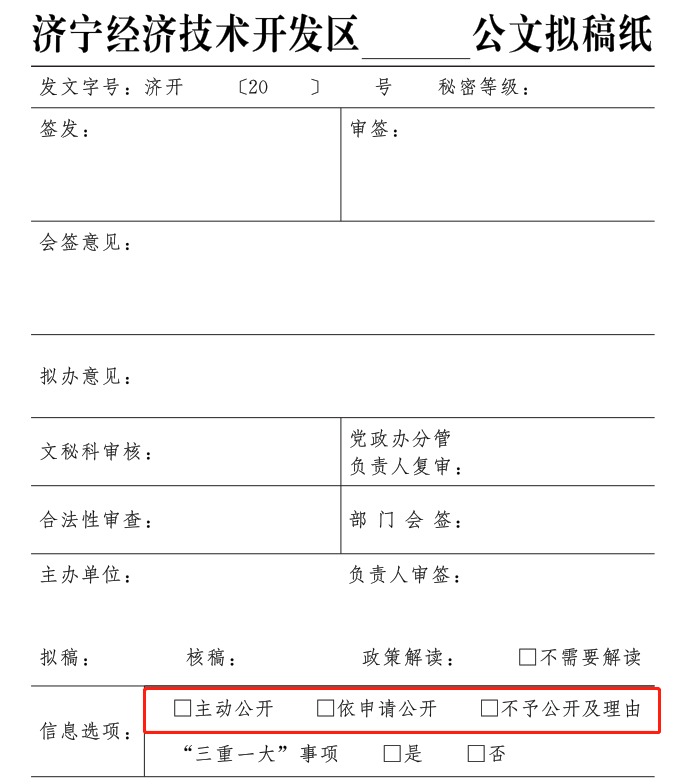 济宁经济技术开发区______公文拟稿纸
发文字号：济开 〔20 〕 号 秘密等级：
签发： 审签：
会签意见：
拟办意见：
文秘科审核： 党政办分管
负责人复审：
合法性审查： 部门会签：
主办单位： 负责人审签：
拟稿： 核稿： 政策解读： □不需要解读
信息选项： □主动公开 □依申请公开 □不予公开及理由
“三重一大”事项 □是 □否